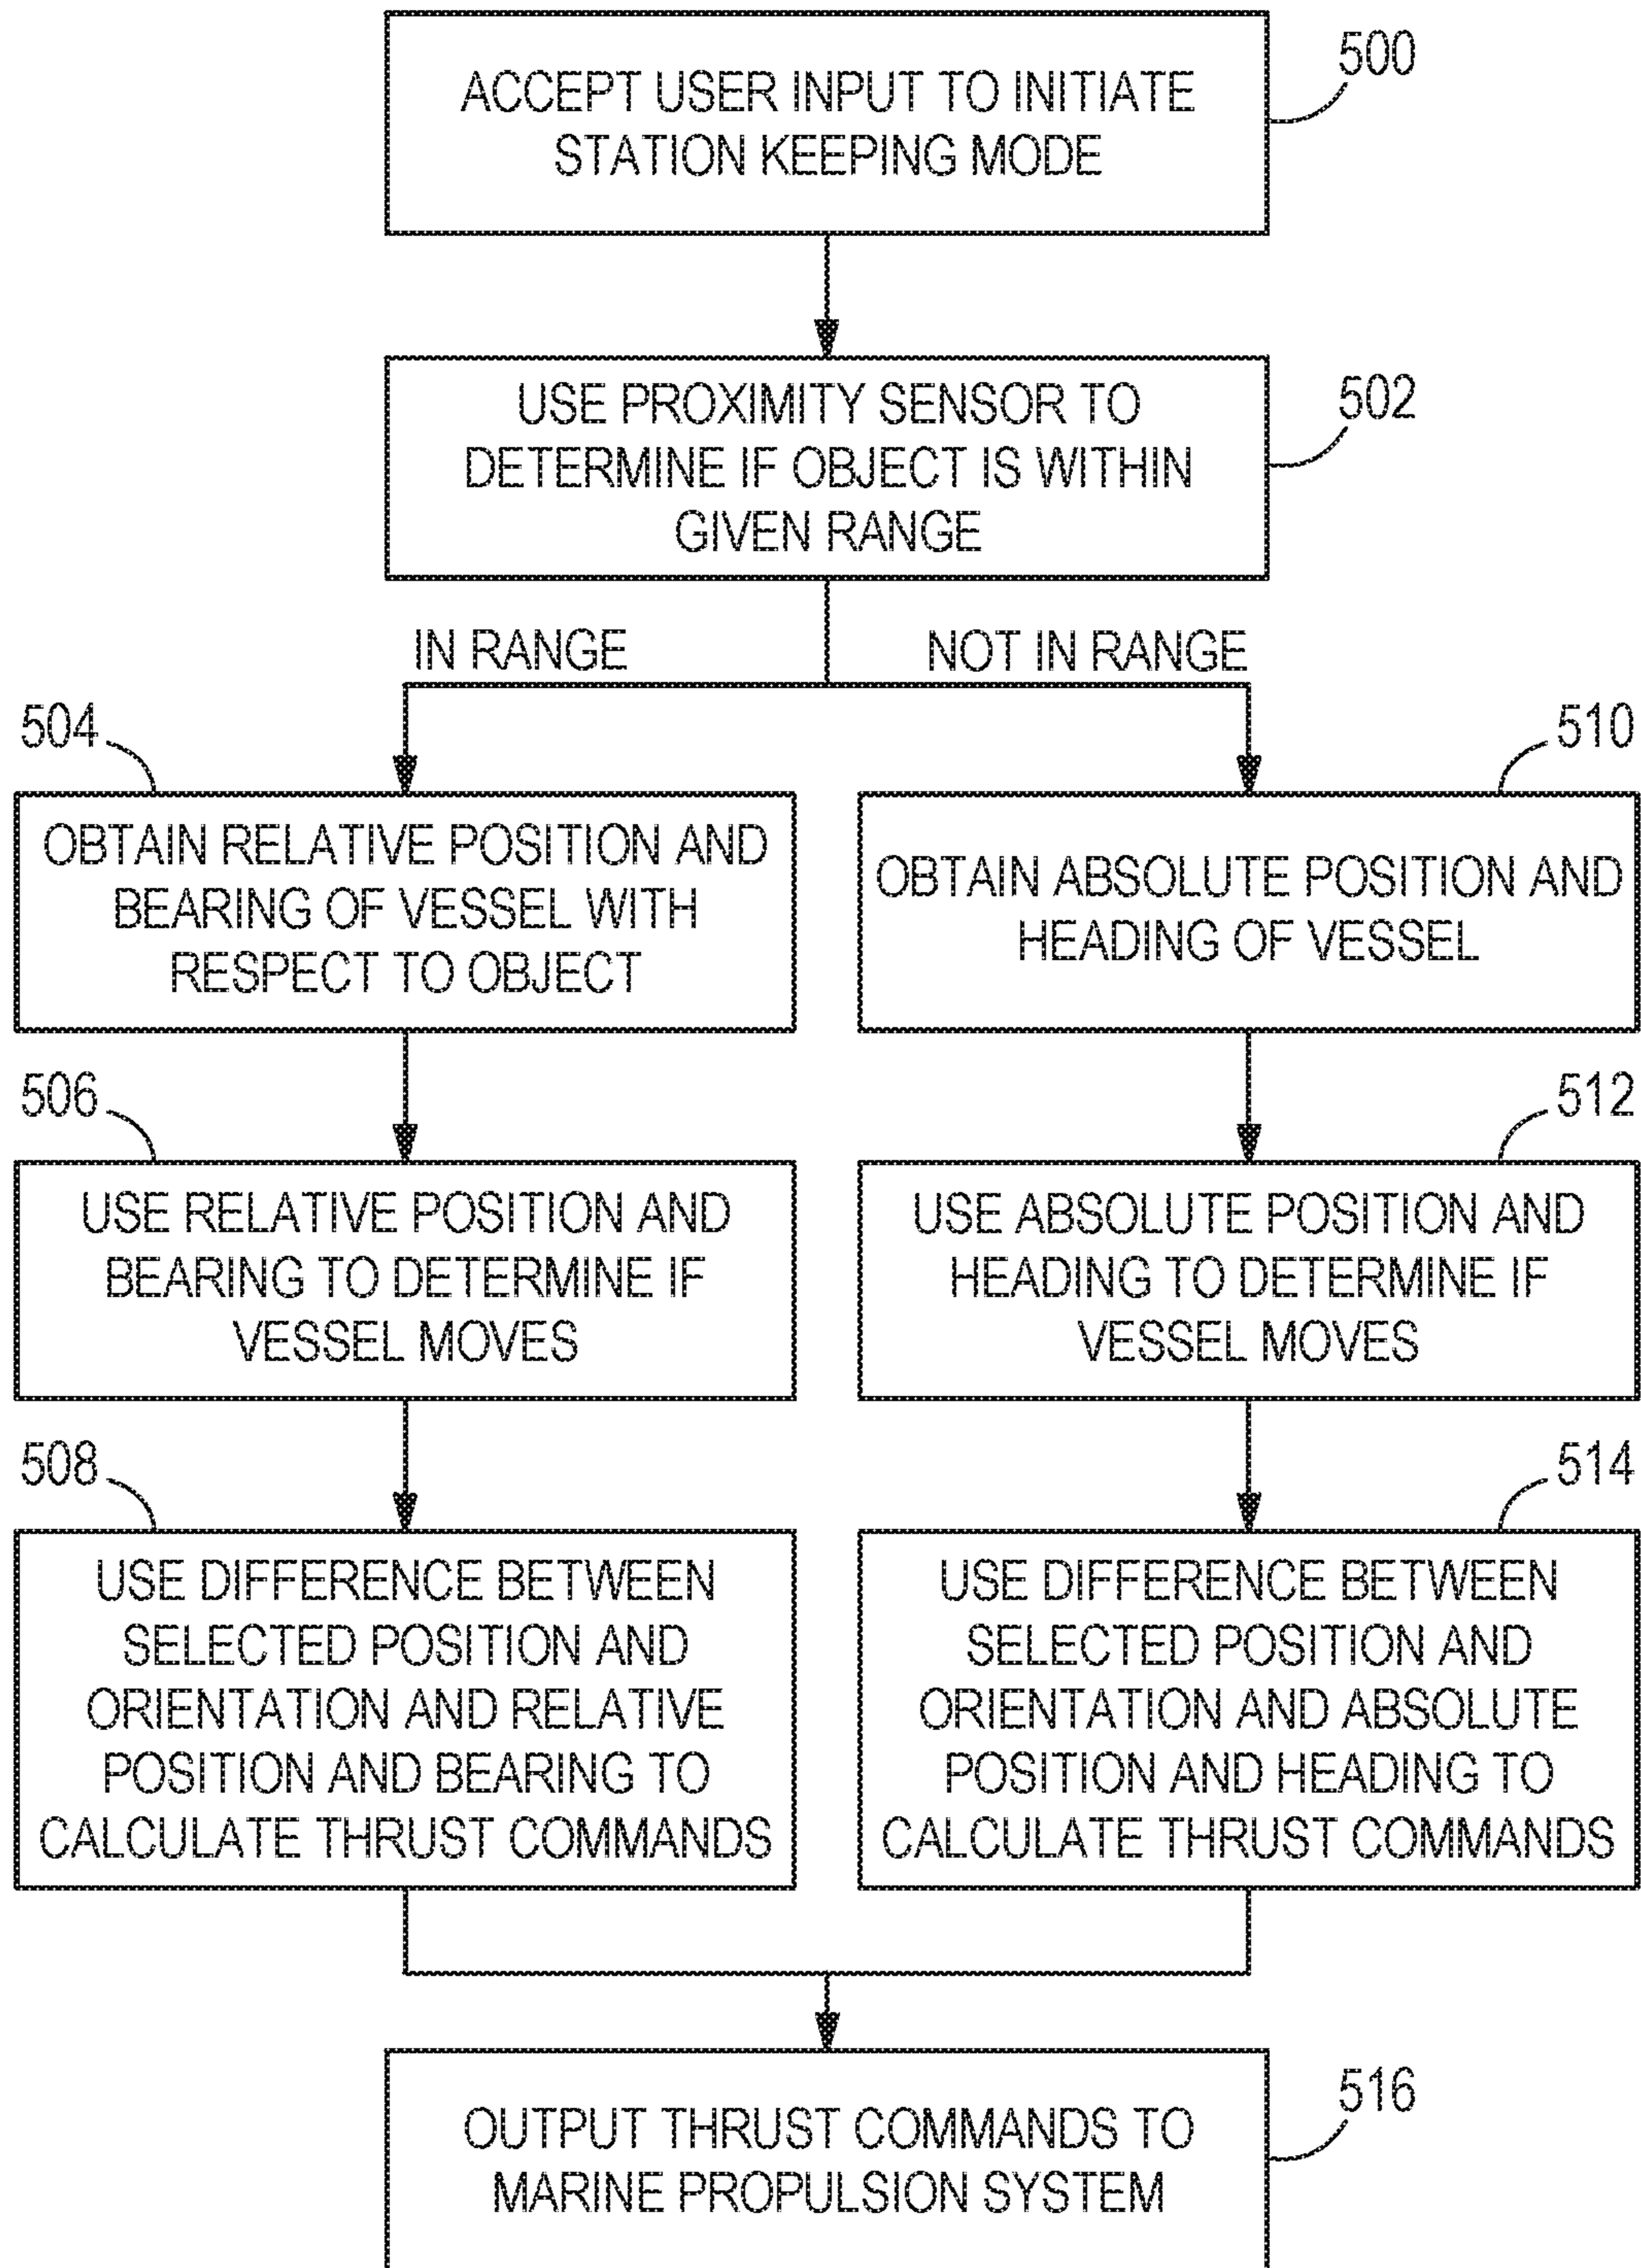 ACCEPT USER INPUT TO INITIATE
STATION KEEPING MODE
500
USE PROXIMITY SENSOR TO
DETERMINE IF OBJECT IS WITHIN
GIVEN RANGE
502
IN RANGE
NOT IN RANGE
504
OBTAIN RELATIVE POSITION AND
BEARING OF VESSEL WITH
RESPECT TO OBJECT
510
OBTAIN ABSOLUTE POSITION AND
HEADING OF VESSEL
506
USE RELATIVE POSITION AND
BEARING TO DETERMINE IF
VESSEL MOVES
512
USE ABSOLUTE POSITION AND
HEADING TO DETERMINE IF
VESSEL MOVES
508
USE DIFFERENCE BETWEEN
SELECTED POSITION AND
ORIENTATION AND RELATIVE
POSITION AND BEARING TO
CALCULATE THRUST COMMANDS
514
USE DIFFERENCE BETWEEN
SELECTED POSITION AND
ORIENTATION AND ABSOLUTE
POSITION AND HEADING TO
CALCULATE THRUST COMMANDS
OUTPUT THRUST COMMANDS TO
MARINE PROPULSION SYSTEM
516